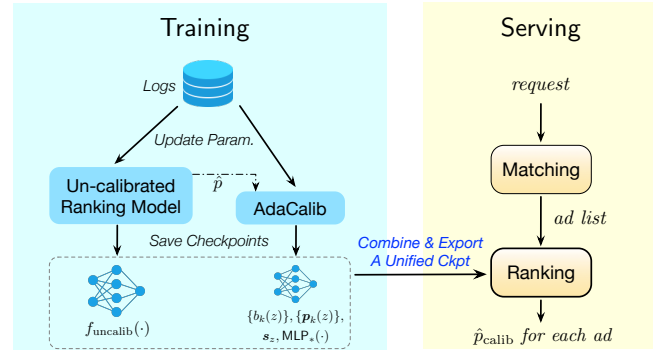 Training
Logs
Update Param.
Un-calibrated
Ranking Model
p̂
AdaCalib
Save Checkpoints
f_uncalib(·)
{b_k(z)}, {p_k(z)},
s_z, MLP_*(·)
Combine & Export
A Unified Ckpt
Serving
request
Matching
ad list
Ranking
p̂_calib for each ad